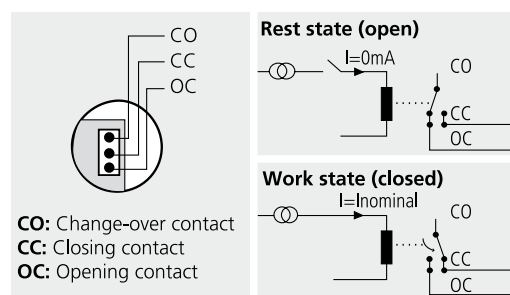 CO
CC
OC
CO: Change-over contact
CC: Closing contact
OC: Opening contact
Rest state (open)
I=0mA
CO
CC
OC
Work state (closed)
I=Inominal
CO
CC
OC